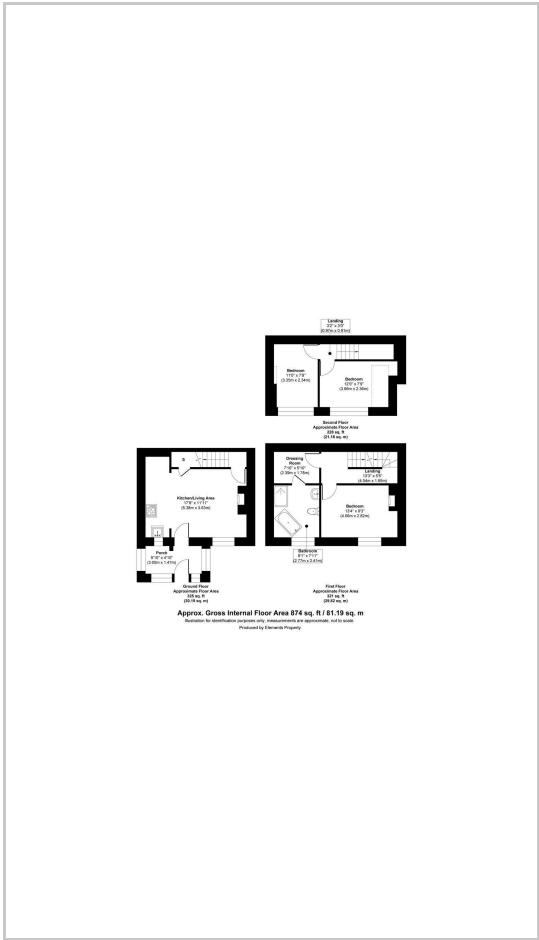 Landing
3'2" x 3'0"
(0.97m x 0.91m)
Bedroom
11'0" x 7'8"
(3.35m x 2.34m)
Bedroom
12'0" x 7'9"
(3.66m x 2.36m)
Second Floor
Approximate Floor Area
228 sq. ft
(21.18 sq. m)
S
Kitchen/Living Area
17'8" x 11'11"
(5.38m x 3.63m)
Porch
9'10" x 4'10"
(3.00m x 1.41m)
Ground Floor
Approximate Floor Area
325 sq. ft
(30.19 sq. m)
Dressing
Room
7'10" x 5'10"
(2.39m x 1.78m)
Landing
13'3" x 5'5"
(4.04m x 1.65m)
Bedroom
13'4" x 9'3"
(4.06m x 2.82m)
Bathroom
9'1" x 7'11"
(2.77m x 2.41m)
First Floor
Approximate Floor Area
321 sq. ft
(29.82 sq. m)
Approx. Gross Internal Floor Area 874 sq. ft / 81.19 sq. m
Illustration for identification purposes only, measurements are approximate, not to scale.
Produced by Elements Property